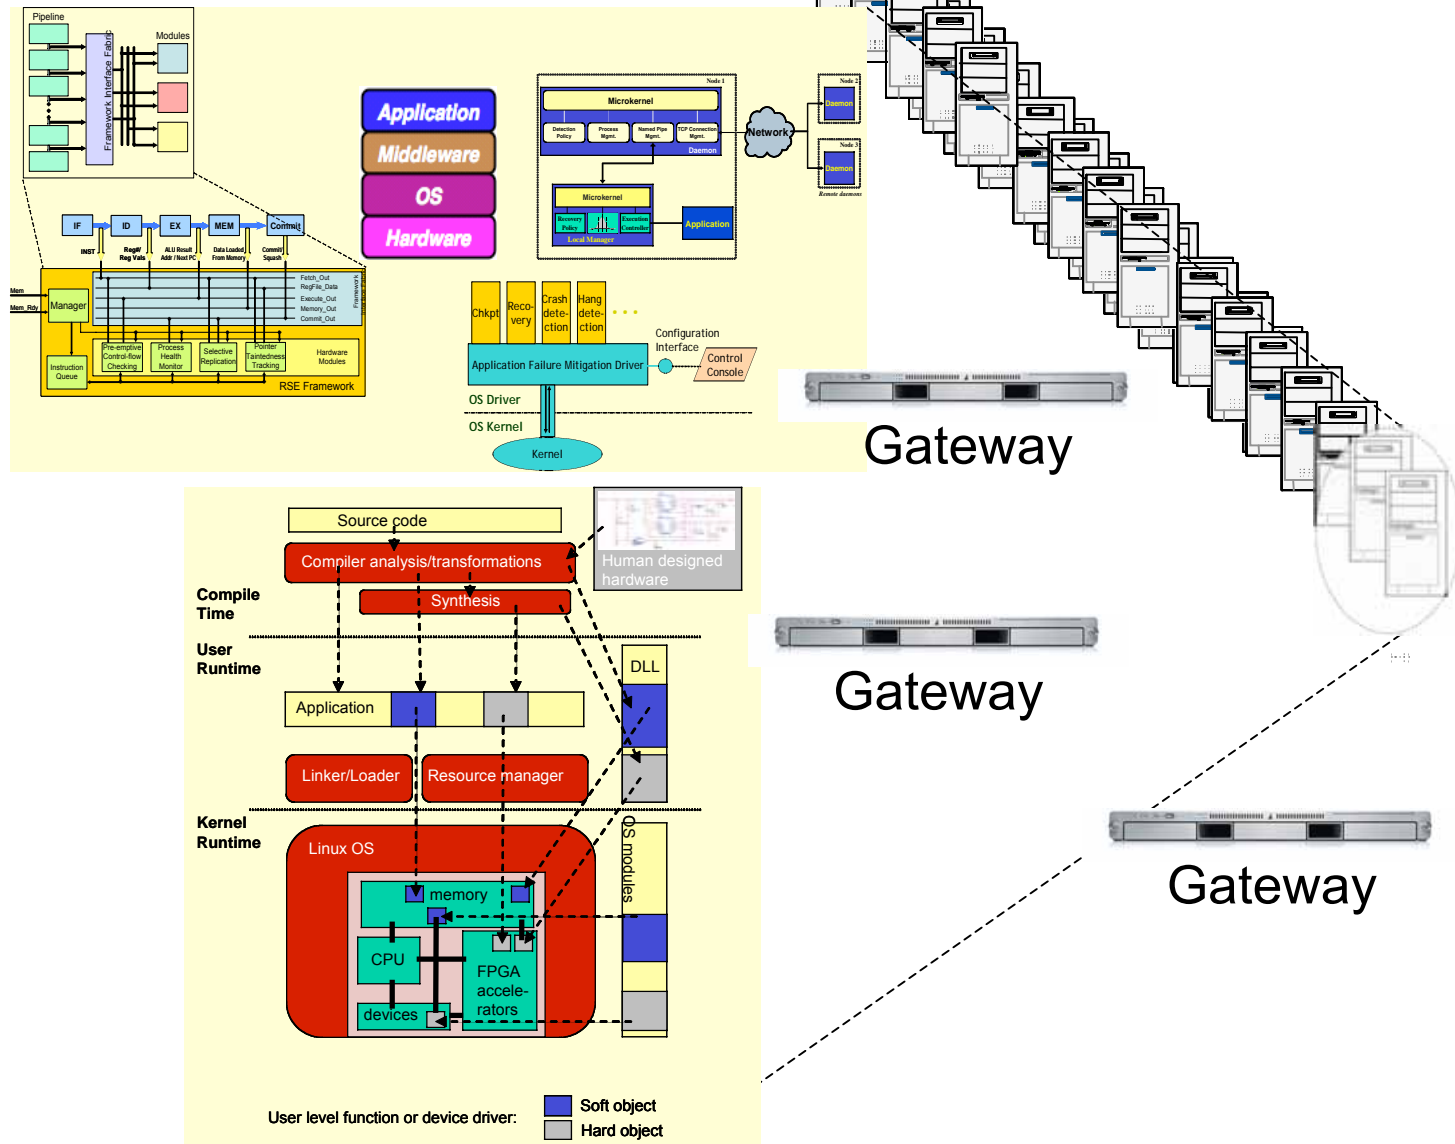 Pipeline
Framework Interface Fabric
Modules
IF
ID
EX
MEM
Commit
INST
Reg#/
Reg Vals
ALU Result
Addr / Next PC
Data Loaded
From Memory
Commit/
Squash
Mem
Mem_Rdy
Manager
Fetch_Out
RegFile_Data
Execute_Out
Memory_Out
Commit_Out
Framework
Instruction
Queue
Pre-emptive
Control-flow
Checking
Process
Health
Monitor
Selective
Replication
Pointer
Taintedness
Tracking
Hardware
Modules
RSE Framework
Application
Middleware
OS
Hardware
Node 1
Microkernel
Detection
Policy
Process
Mgmt.
Named Pipe
Mgmt.
TCP Connection
Mgmt.
Daemon
Microkernel
Recovery
Policy
Execution
Controller
Local Manager
Application
Network
Node 2
Daemon
Node 3
Daemon
Remote daemons
Chkpt
Reco-
very
Crash
dete-
ction
Hang
dete-
ction
Application Failure Mitigation Driver
Configuration
Interface
Control
Console
OS Driver
OS Kernel
Kernel
Gateway
Gateway
Gateway
Source code
Compiler analysis/transformations
Human designed
hardware
Synthesis
Compile
Time
User
Runtime
DLL
Application
Linker/Loader
Resource manager
Kernel
Runtime
Linux OS
OS modules
memory
CPU
FPGA
accele-
rators
devices
User level function or device driver:
Soft object
Hard object